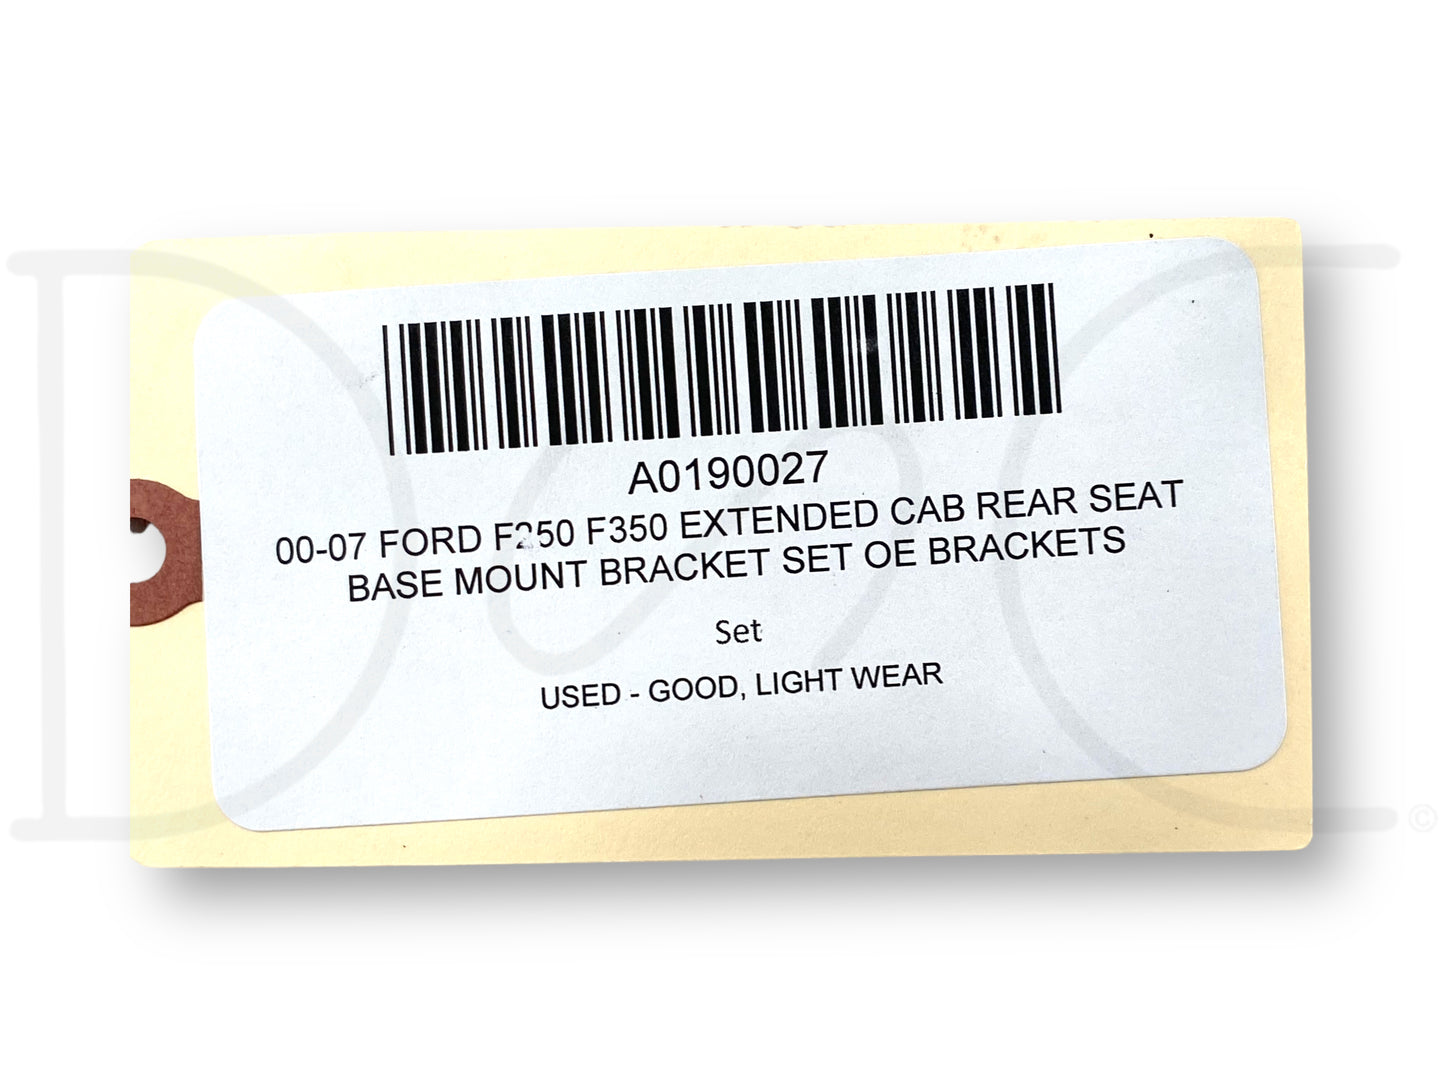 A0190027
00-07 FORD F250 F350 EXTENDED CAB REAR SEAT
BASE MOUNT BRACKET SET OE BRACKETS
Set
USED - GOOD, LIGHT WEAR
©